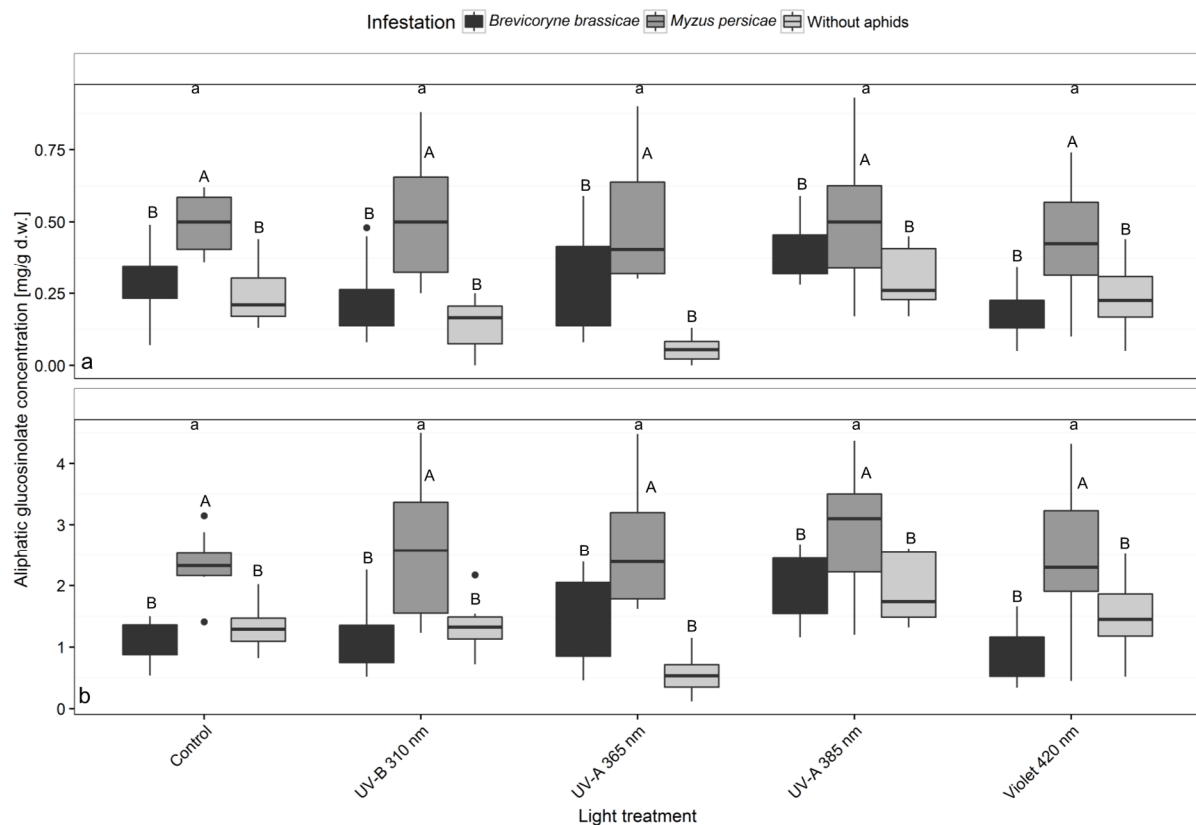 Infestation Brevicoryne brassicae Myzus persicae Without aphids
Aliphatic glucosinolate concentration [mg/g d.w.]
a a a a a
0.75
0.50
0.25
0.00
B A B
B A B
B A B
B A B
B A B
a
a a a a a
4
3
2
1
0
B A B
B A B
B A B
B A B
B A B
b
Control
UV-B 310 nm
UV-A 365 nm
UV-A 385 nm
Violet 420 nm
Light treatment